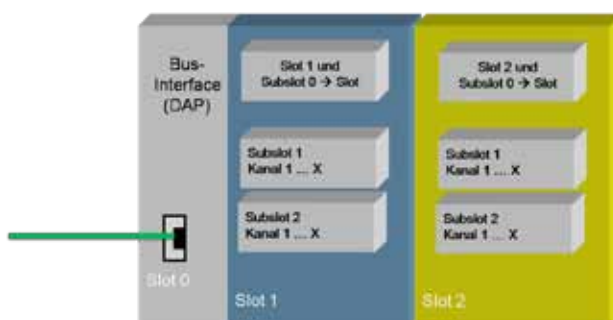 Bus-
Interface
(DAP)
Slot 0
Slot 1 und
Subslot 0 → Slot
Subslot 1
Kanal 1 ... X
Subslot 2
Kanal 1 ... X
Slot 1
Slot 2 und
Subslot 0 → Slot
Subslot 1
Kanal 1 ... X
Subslot 2
Kanal 1 ... X
Slot 2